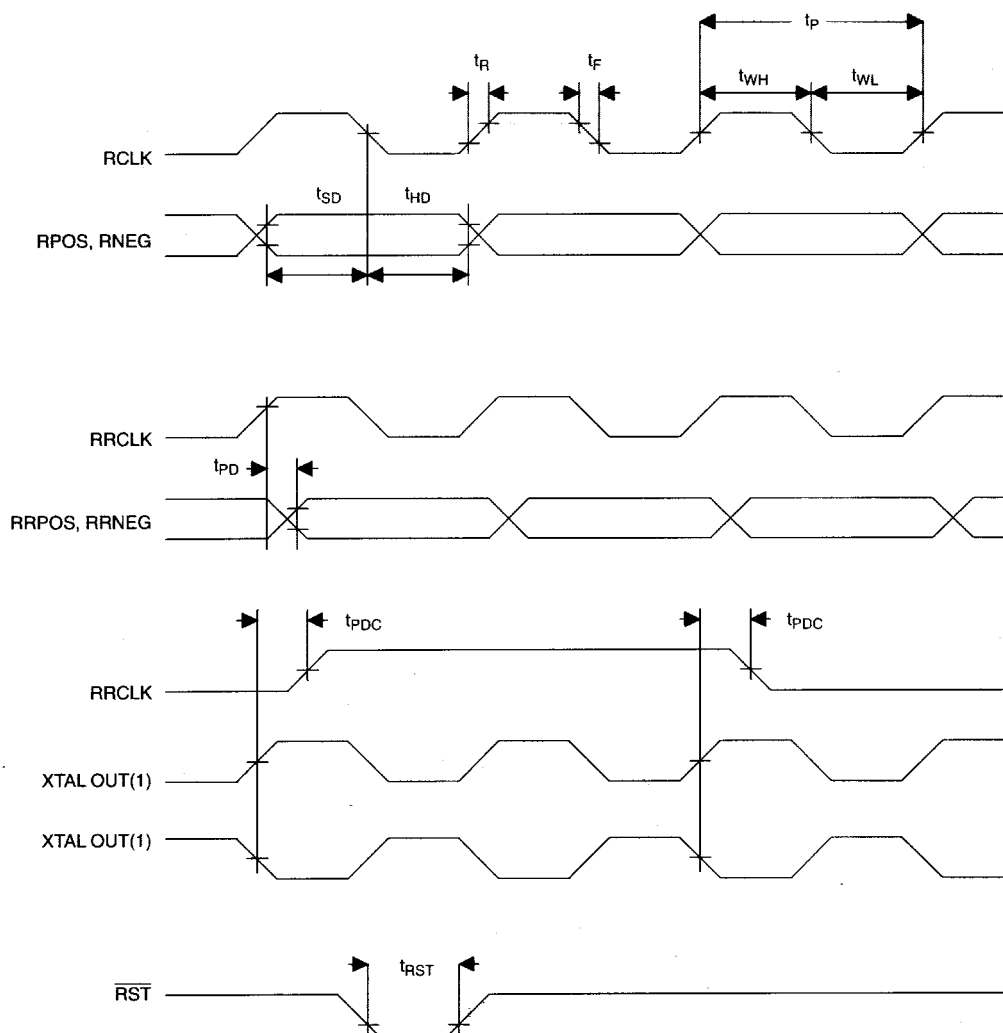 tP
tR
tF
tWH
tWL
RCLK
tSD
tHD
RPOS, RNEG
RRCLK
tPD
RRPOS, RRNEG
tPDC
tPDC
RRCLK
XTAL OUT(1)
XTAL OUT(1)
tRST
RST